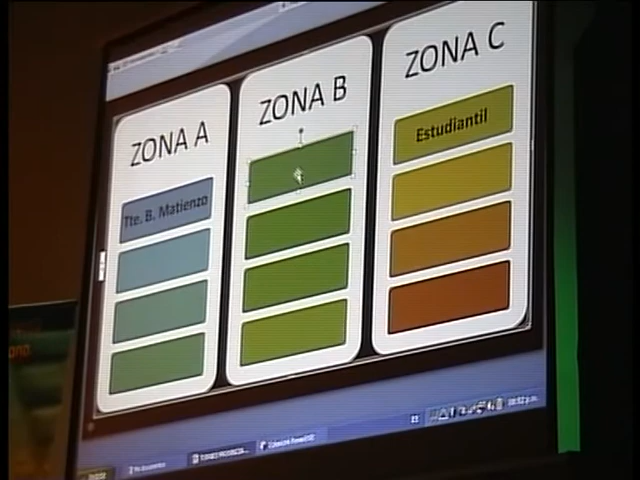 ZONA A
ZONA B
ZONA C
Tte. B. Matienzo
Estudiantil